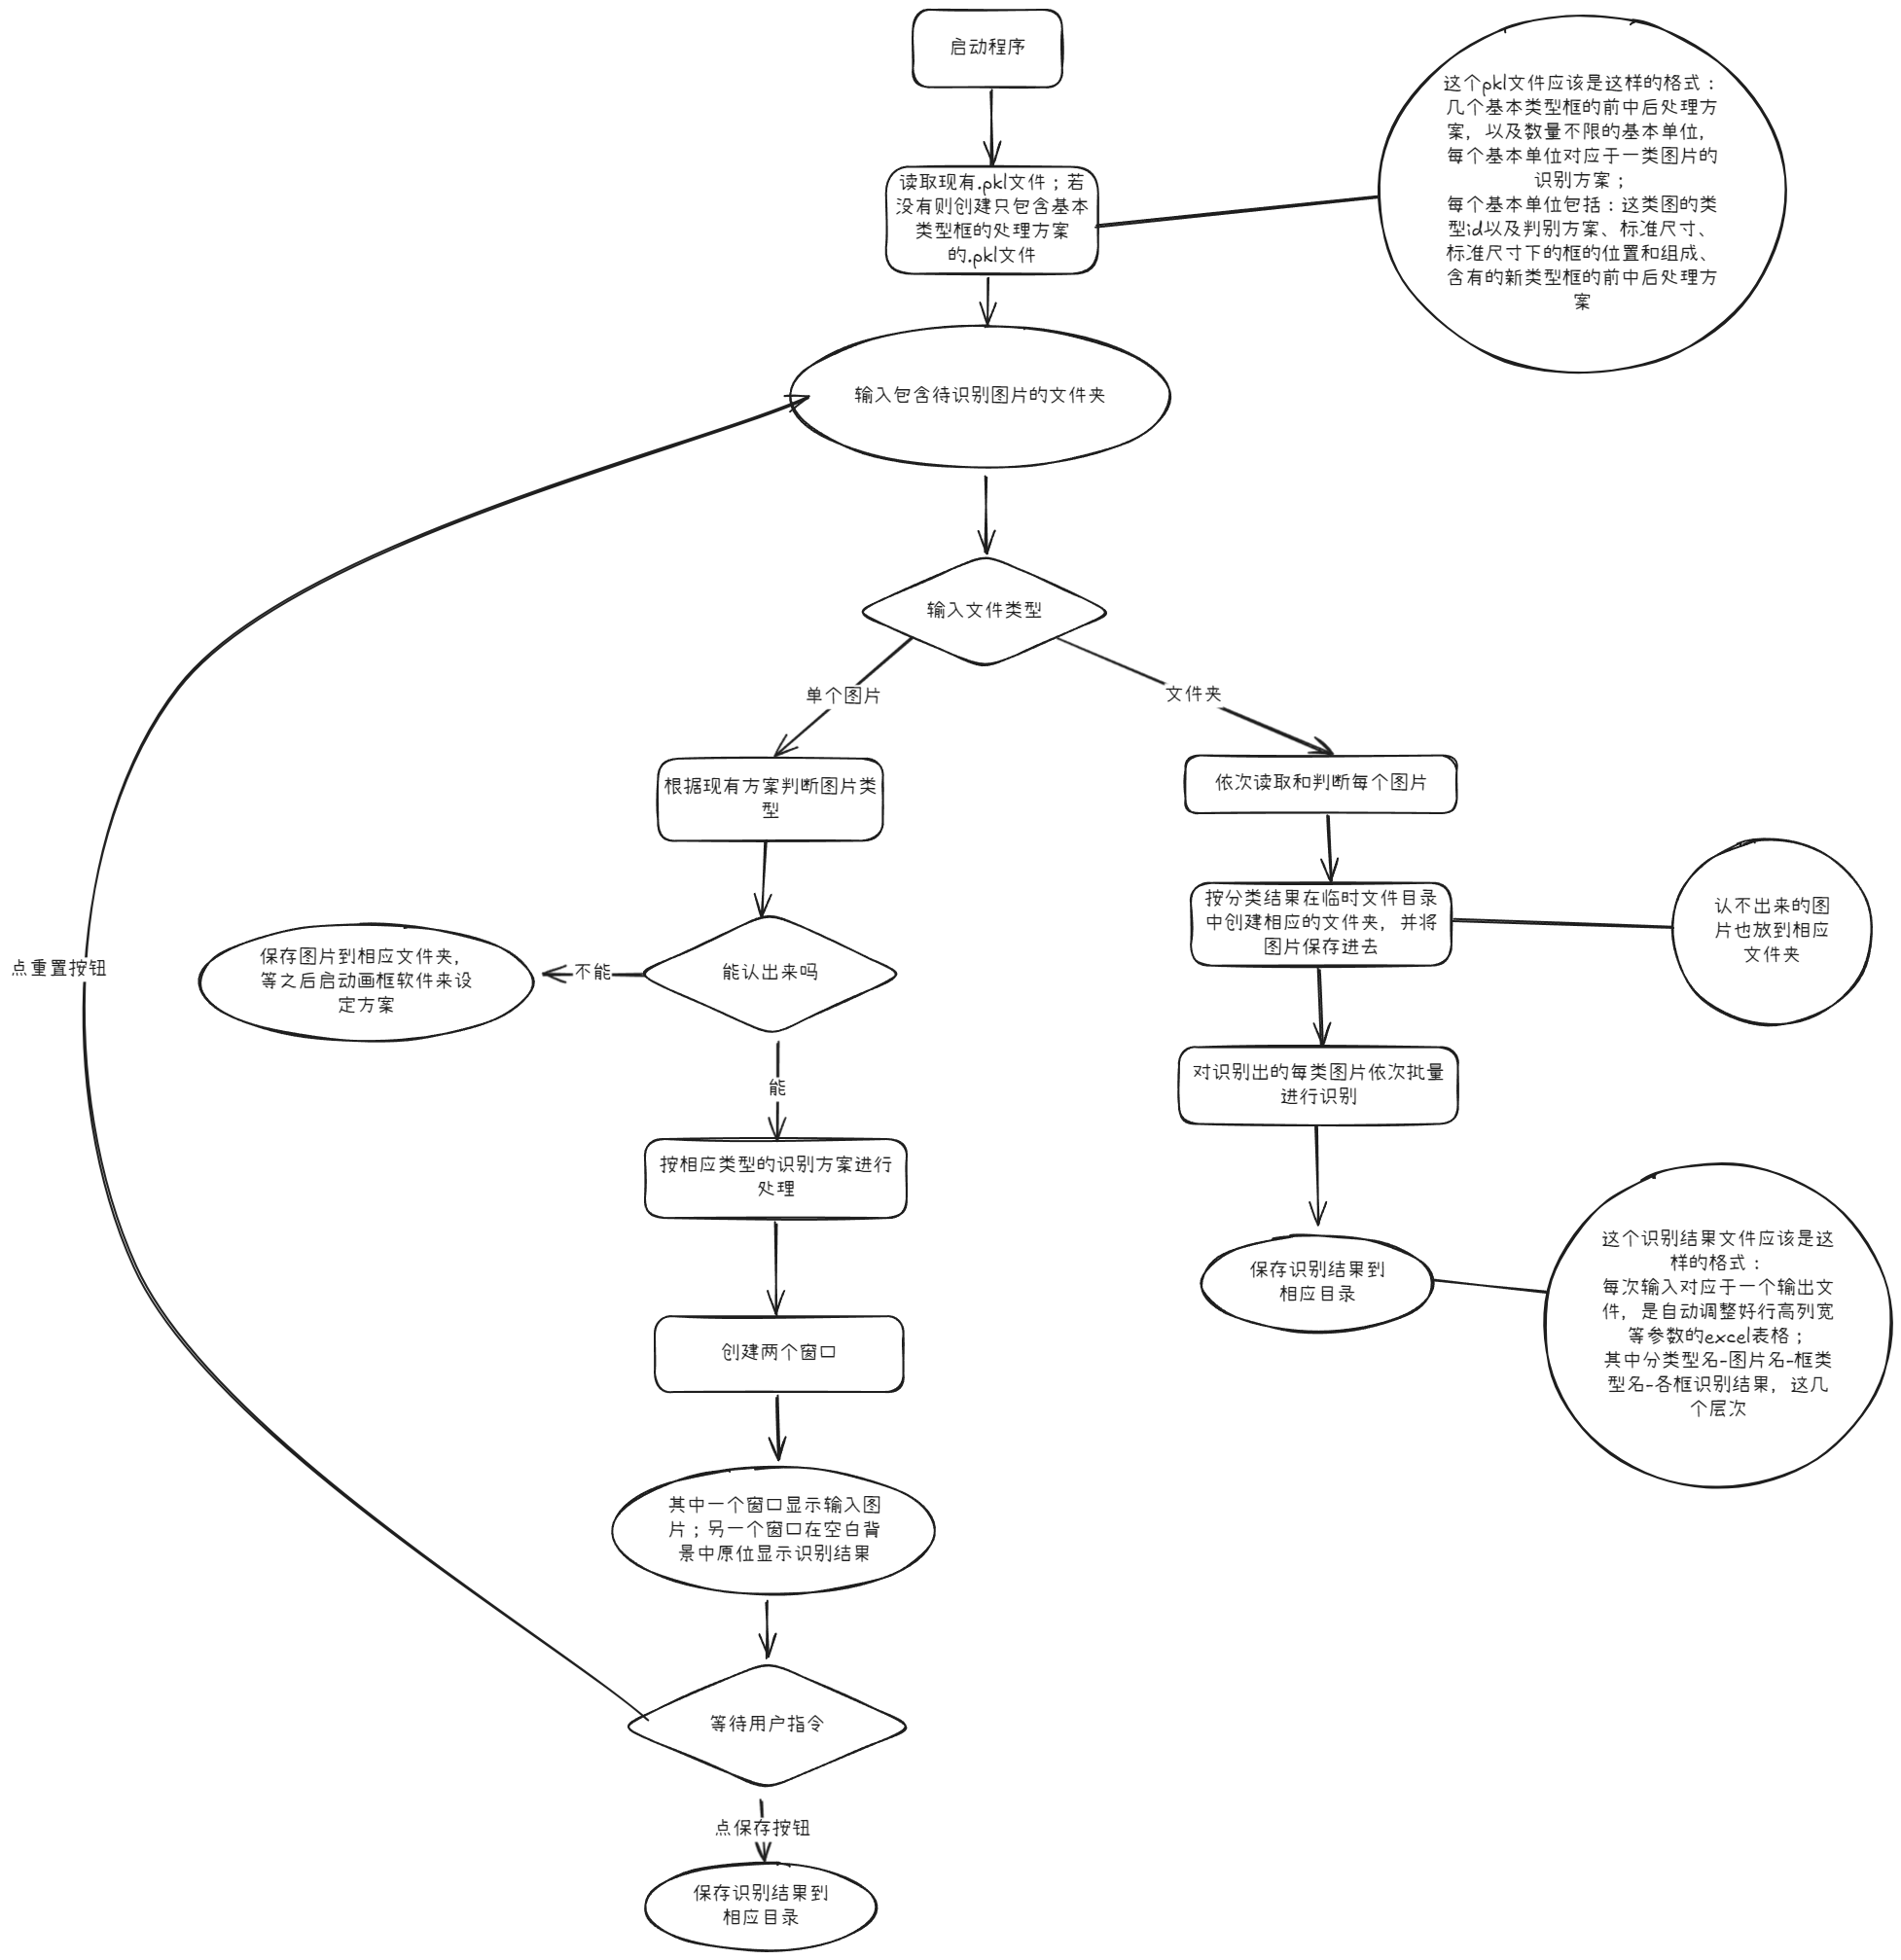 启动程序
这个pkl文件应该是这样的格式：
几个基本类型框的前中后处理方
案，以及数量不限的基本单位，
每个基本单位对应于一类图片的
识别方案；
每个基本单位包括：这类图的类
型id以及判别方案、标准尺寸、
标准尺寸下的框的位置和组成、
含有的新类型框的前中后处理方
案
读取现有.pkl文件；若
没有则创建只包含基本
类型框的处理方案
的.pkl文件
输入包含待识别图片的文件夹
输入文件类型
单个图片
文件夹
根据现有方案判断图片类
型
依次读取和判断每个图片
按分类结果在临时文件目录
中创建相应的文件夹，并将
图片保存进去
认不出来的图
片也放到相应
文件夹
点重置按钮
保存图片到相应文件夹，
等之后启动画框软件来设
定方案
不能
能认出来吗
能
对识别出的每类图片依次批量
进行识别
按相应类型的识别方案进行
处理
保存识别结果到
相应目录
这个识别结果文件应该是这
样的格式：
每次输入对应于一个输出文
件，是自动调整好行高列宽
等参数的excel表格；
其中分类型名-图片名-框类
型名-各框识别结果，这几
个层次
创建两个窗口
其中一个窗口显示输入图
片；另一个窗口在空白背
景中原位显示识别结果
等待用户指令
点保存按钮
保存识别结果到
相应目录